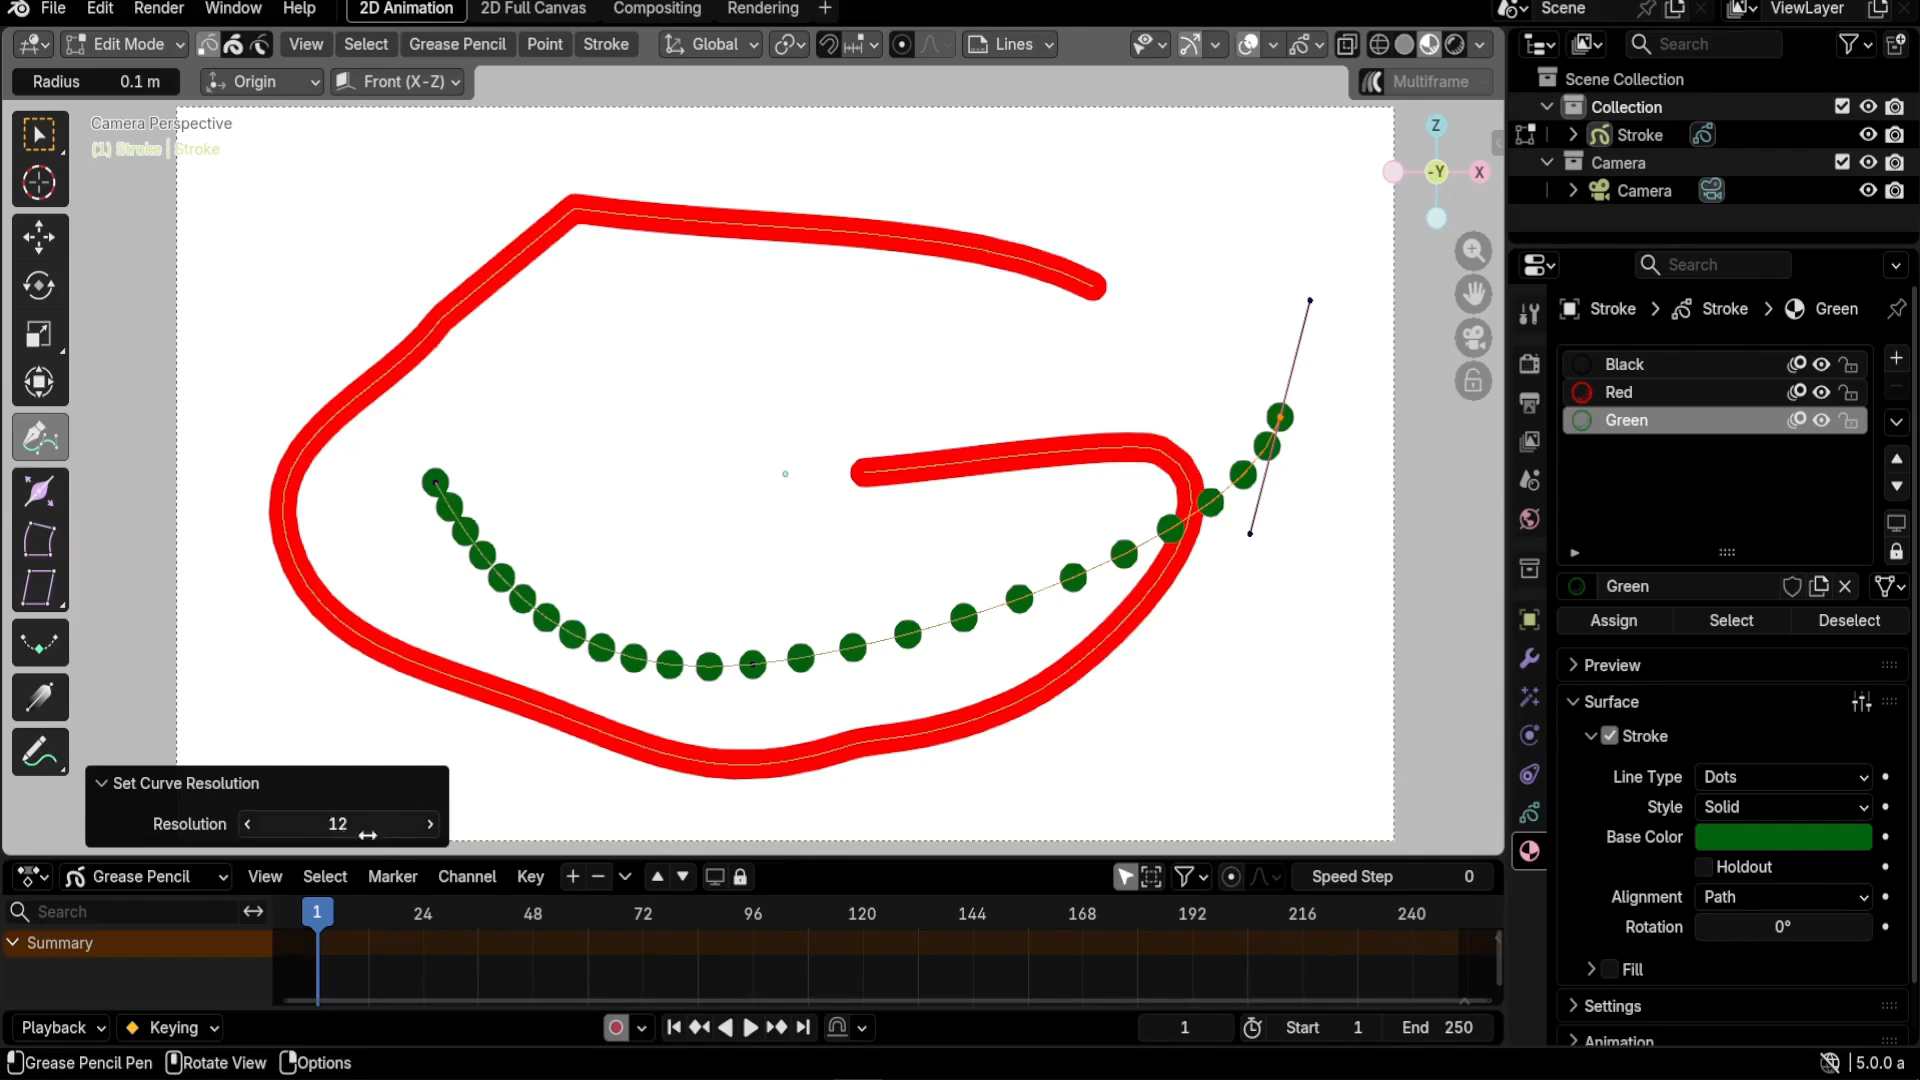 File Edit Render Window Help 2D Animation 2D Full Canvas Compositing Rendering + Scene ViewLayer
Edit Mode View Select Grease Pencil Point Stroke Global Lines
Search
Radius 0.1 m Origin Front (X-Z) Multiframe
Scene Collection
Collection
Stroke
Camera
Camera
Camera Perspective
(1) Stroke | Stroke
Z
-Y
X
Search
Stroke > Stroke > Green
Black
Red
Green
Green
Assign Select Deselect
Preview
Surface
Stroke
Line Type Dots
Style Solid
Base Color
Holdout
Alignment Path
Rotation 0°
Fill
Settings
Animation
Set Curve Resolution
Resolution 12
Grease Pencil View Select Marker Channel Key Speed Step 0
Search
1 24 48 72 96 120 144 168 192 216 240
Summary
Playback Keying 1 Start 1 End 250
Grease Pencil Pen Rotate View Options 5.0.0 a